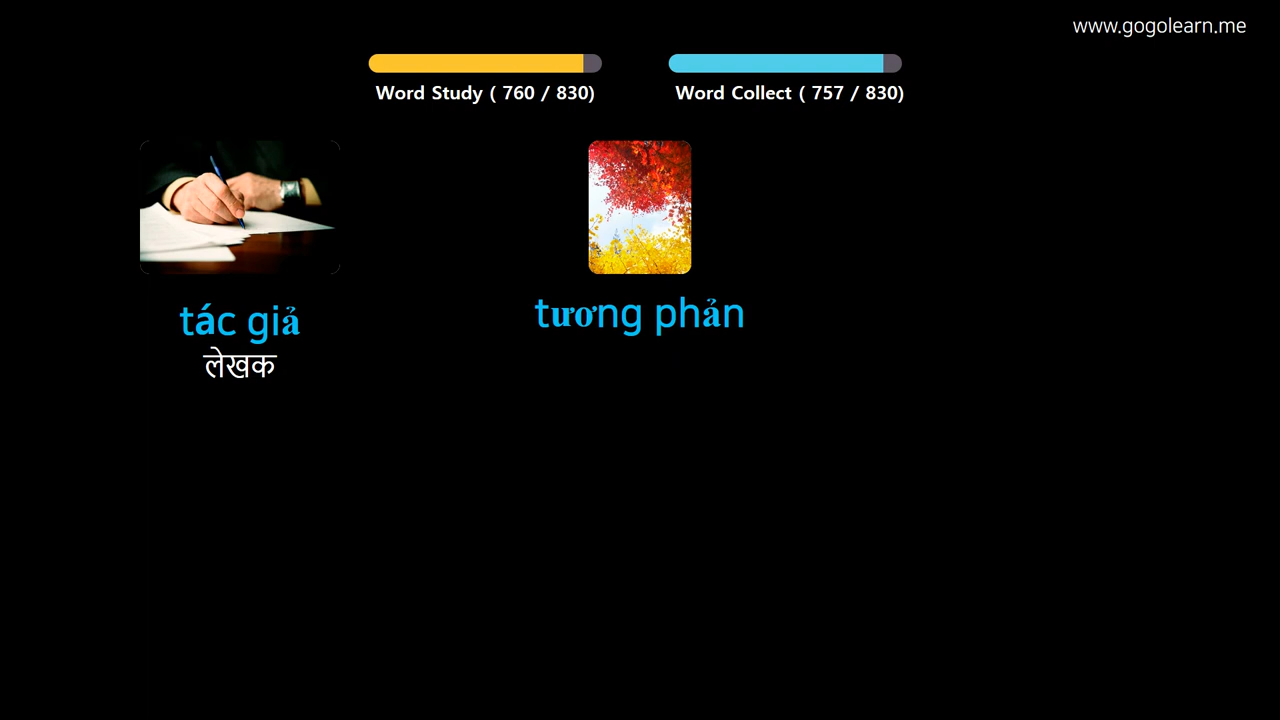 www.gogolearn.me
Word Study ( 760 / 830)
Word Collect ( 757 / 830)
tác giả
लेखक
tương phản